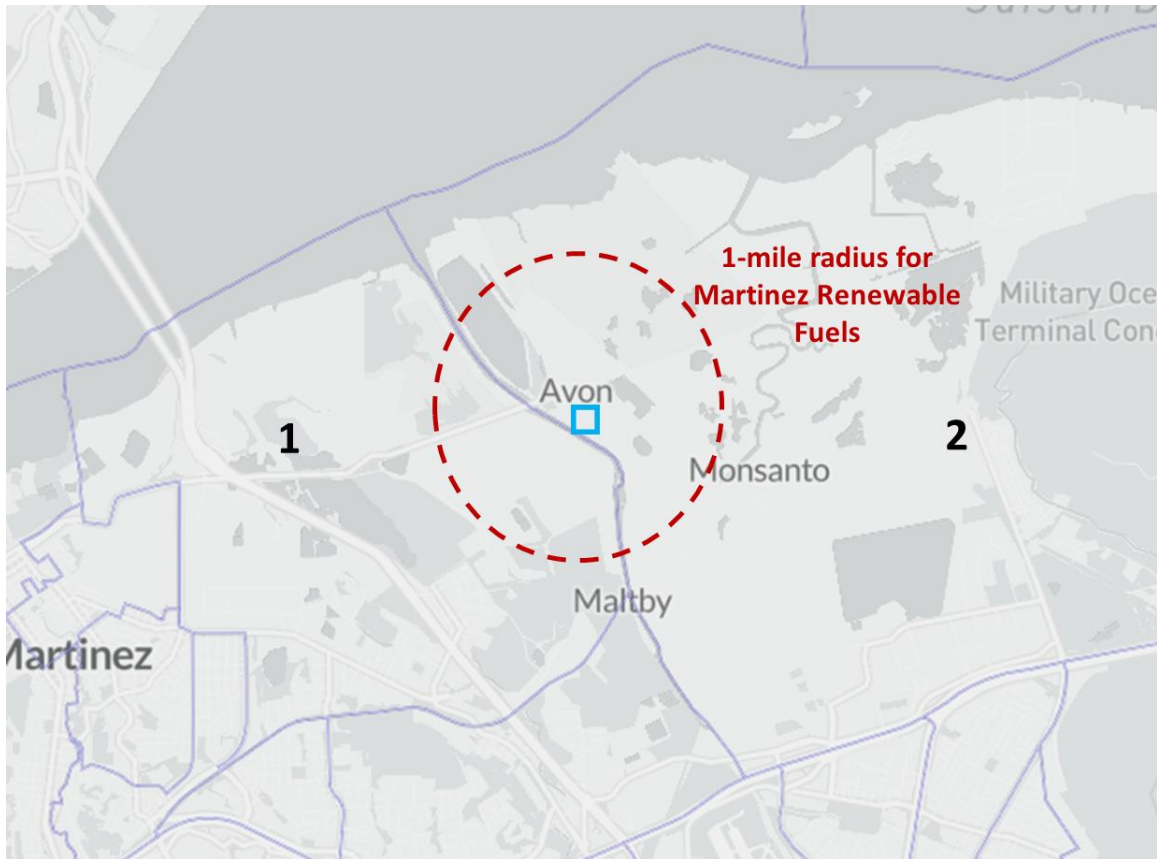 1-mile radius for
Martinez Renewable
Fuels
Military Oce
Terminal Con
Avon
1
2
Monsanto
Maltby
Martinez